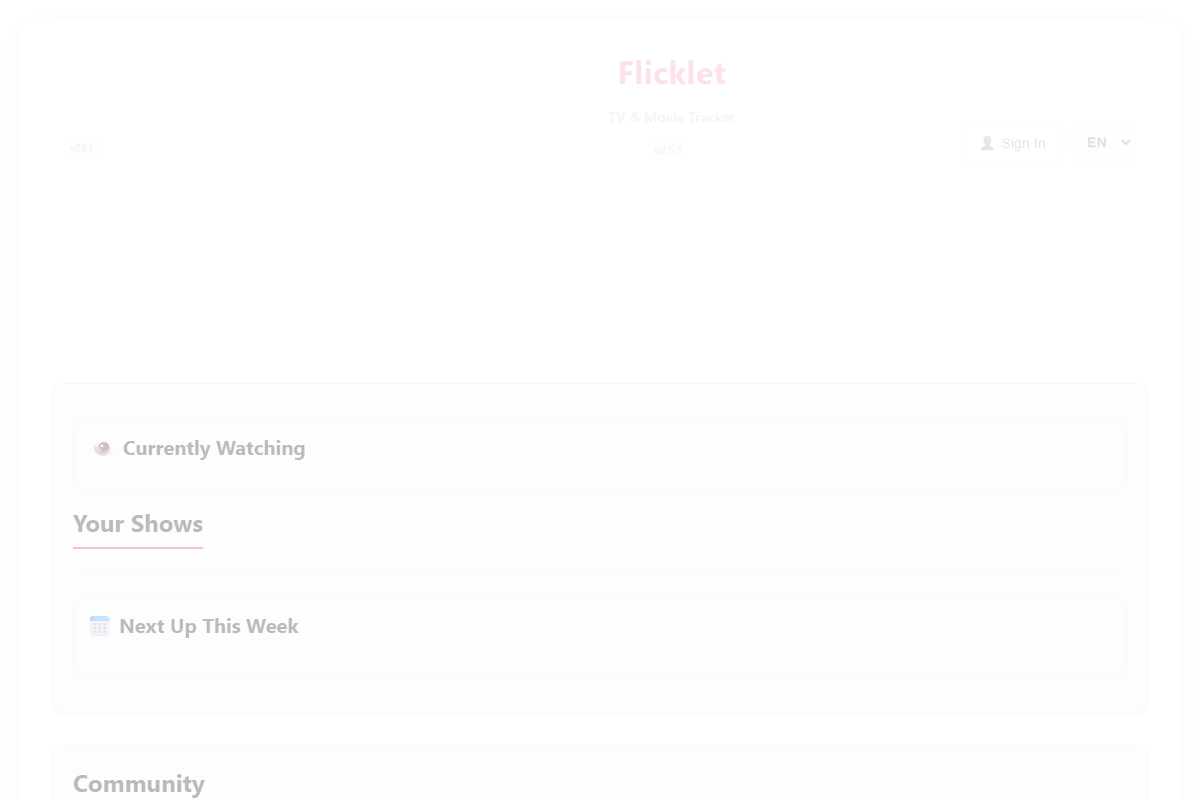 Flicklet
TV & Movie Tracker
v25.1
v25.1
Sign In
EN
Currently Watching
Your Shows
Next Up This Week
Community